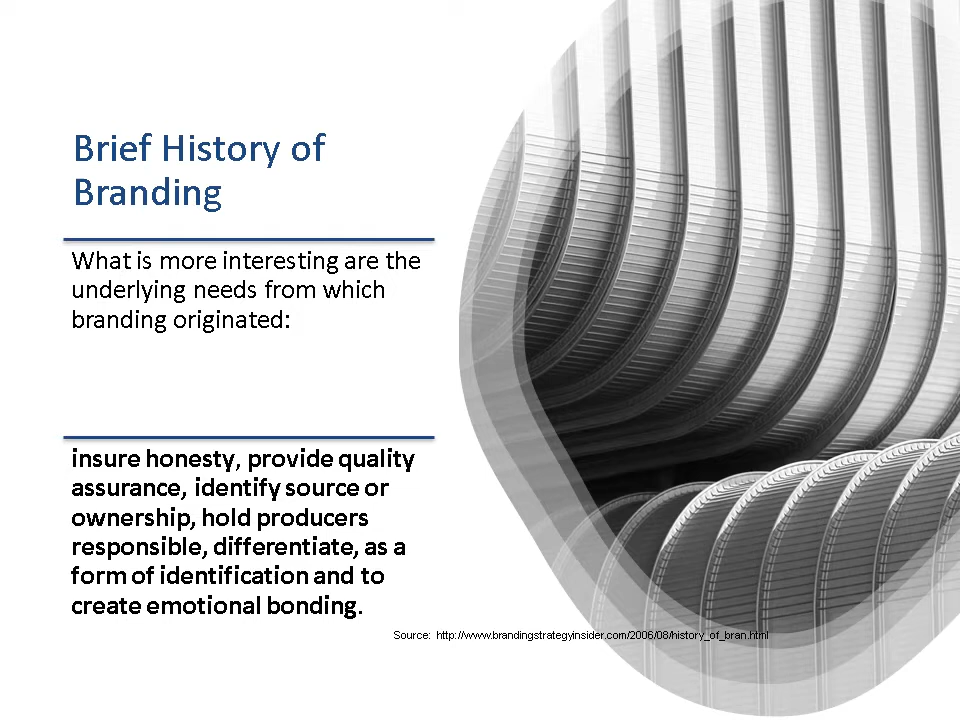 Brief History of
Branding
What is more interesting are the
underlying needs from which
branding originated:
insure honesty, provide quality
assurance, identify source or
ownership, hold producers
responsible, differentiate, as a
form of identification and to
create emotional bonding.
Source: http://www.brandingstrategyinsider.com/2006/08/history_of_bran.html